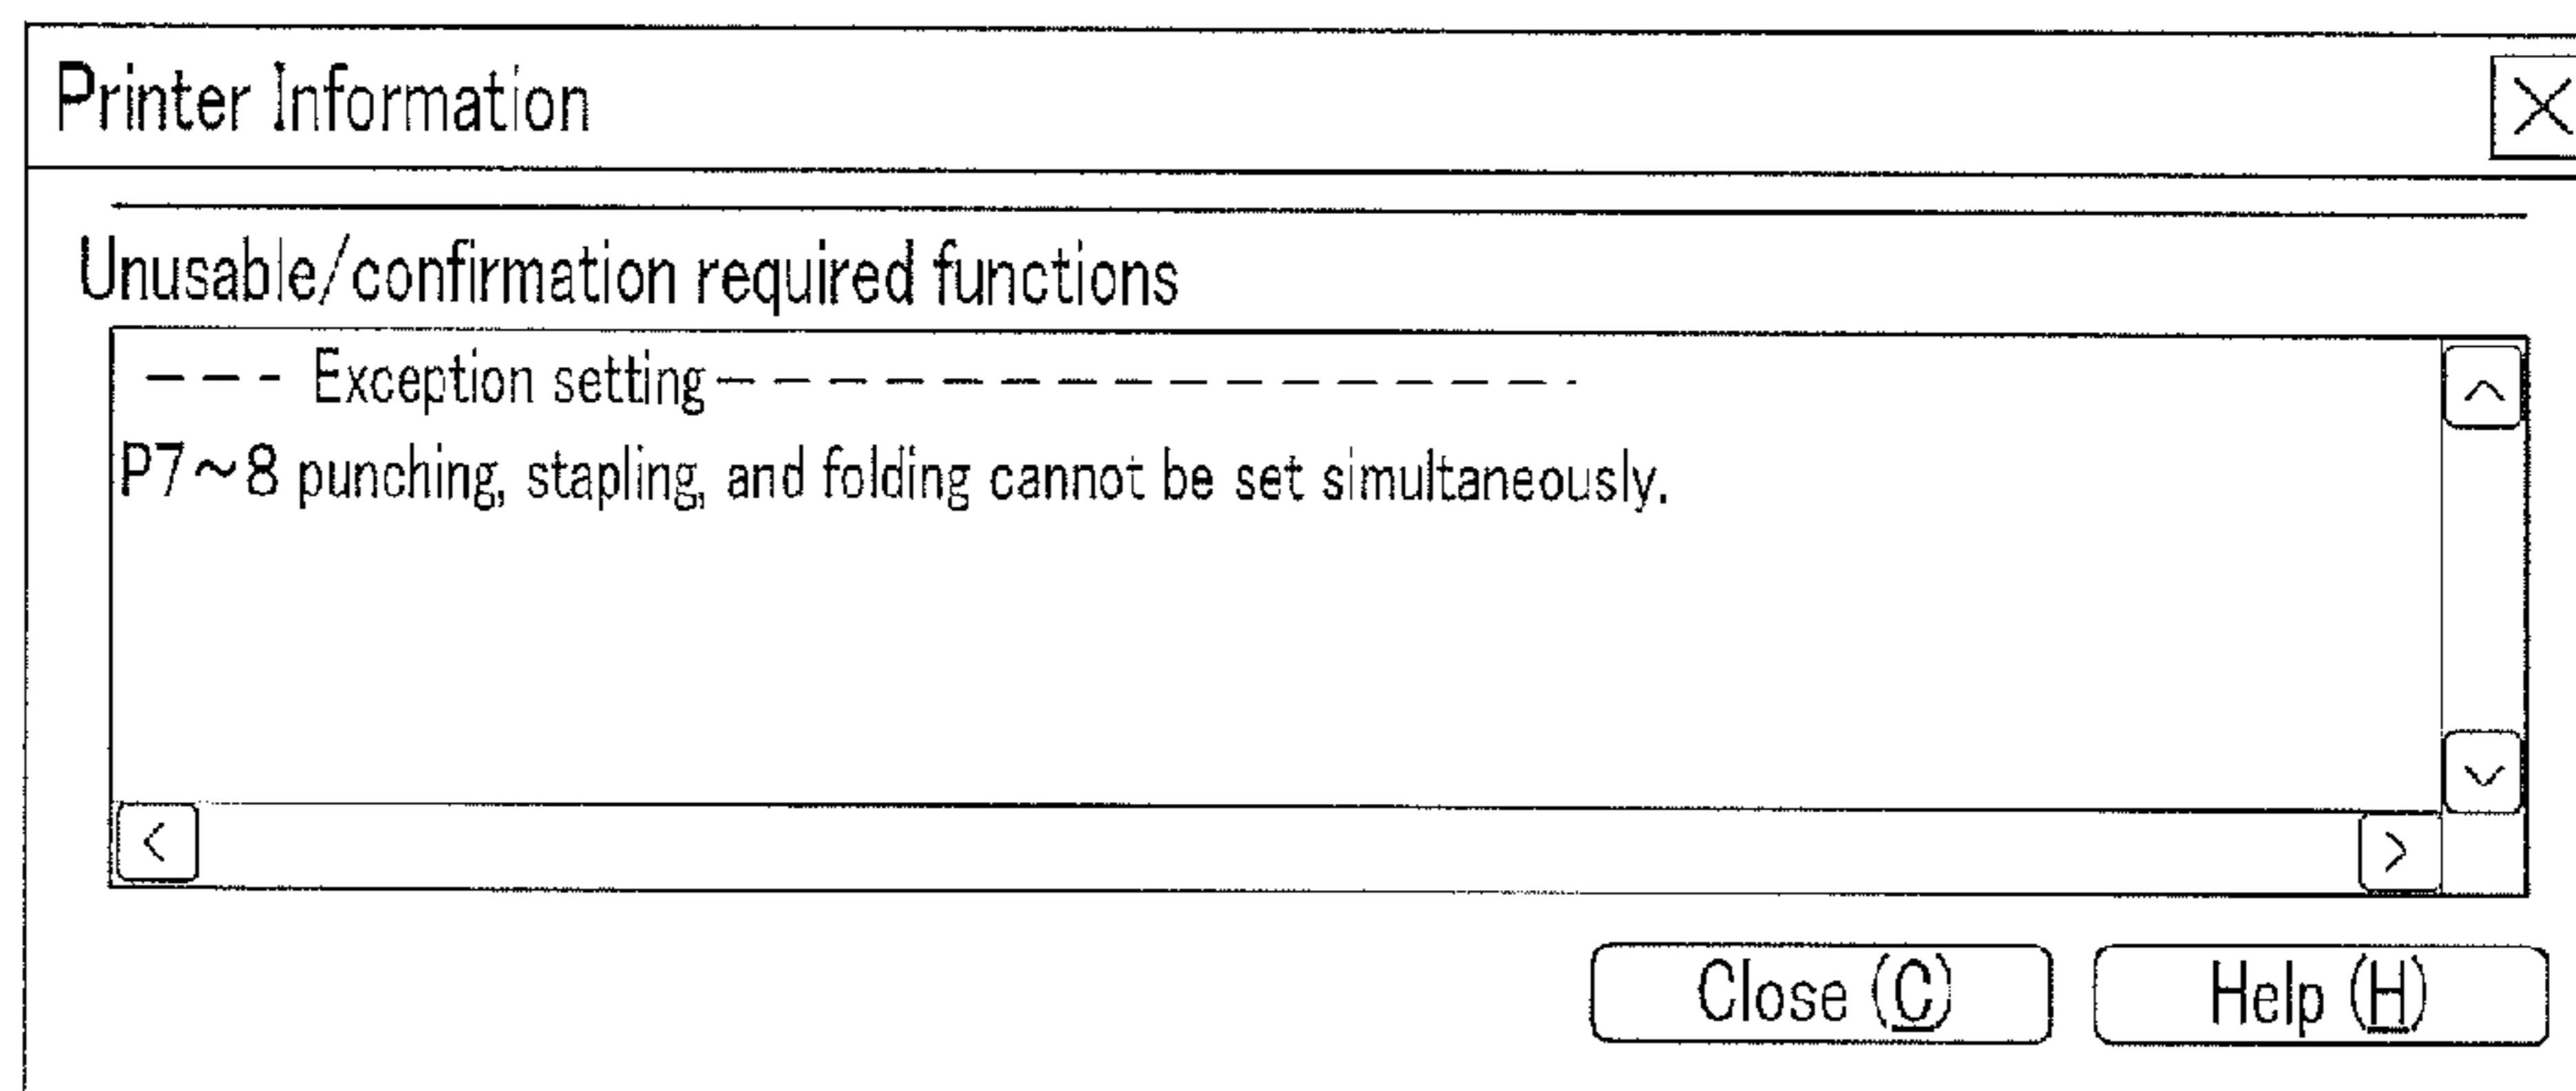 Printer Information
Unusable/confirmation required functions
--- Exception setting----------------
P7~8 punching, stapling, and folding cannot be set simultaneously.
Close (C) Help (H)